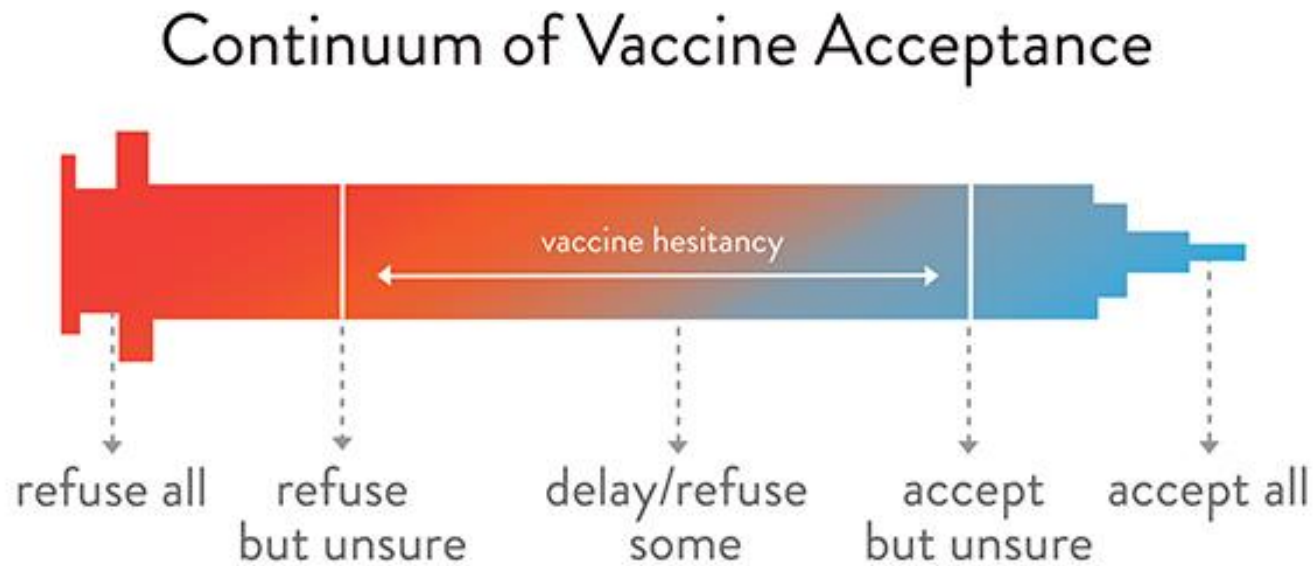 Continuum of Vaccine Acceptance
vaccine hesitancy
refuse all
refuse
but unsure
delay/refuse
some
accept
but unsure
accept all